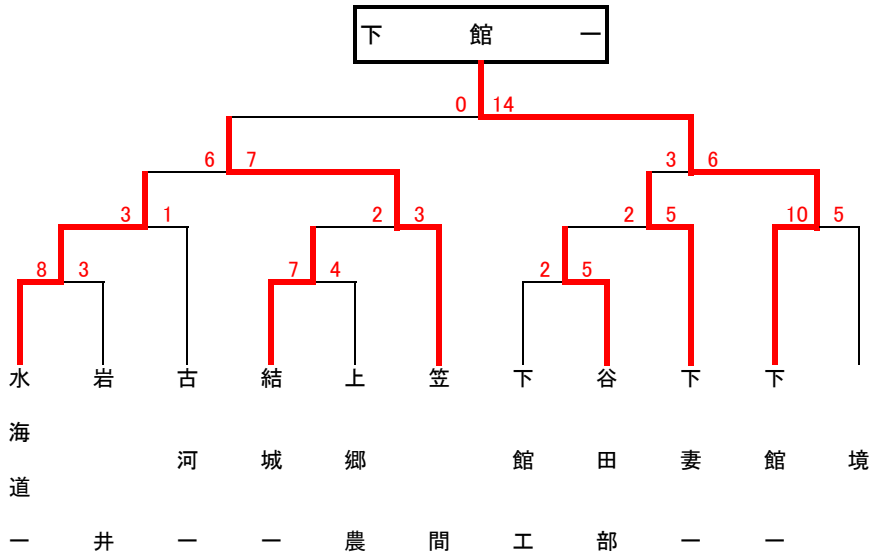 下館一
0 14
6 7
3 6
3 1
2 3
2 5
10 5
8 3
7 4
2 5
水海道一
岩井
古河一
結城一
上郷農
笠間
下館工
谷田部
下妻一
下館一
境